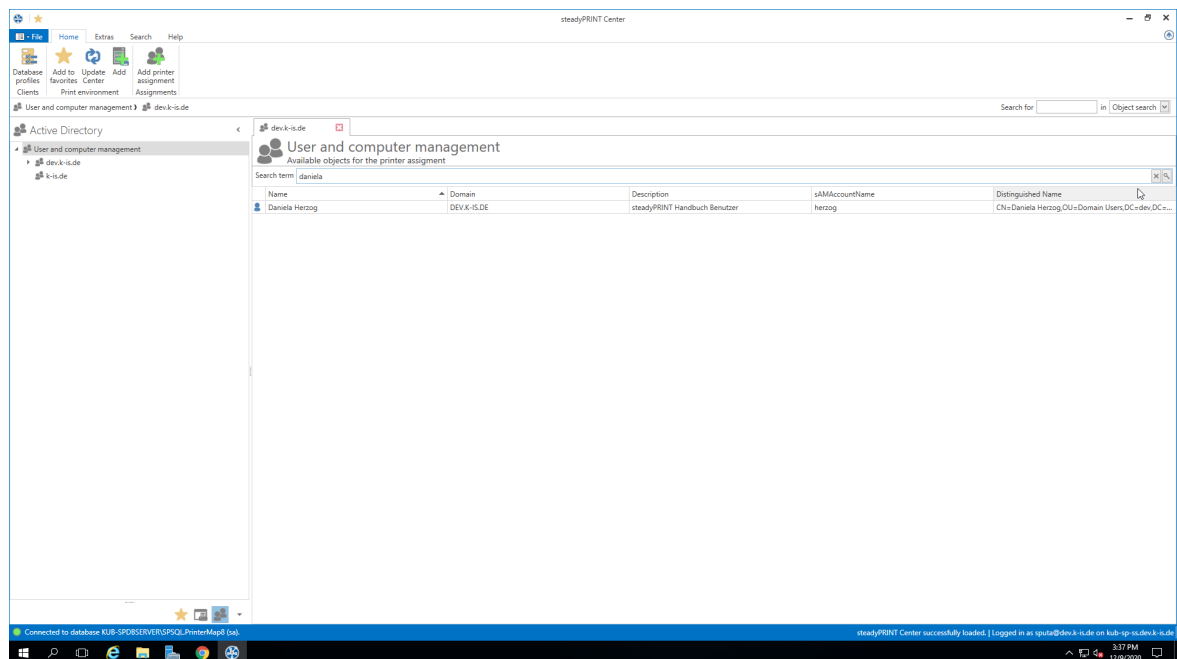 steadyPRINT Center
File Home Extras Search Help
Database profiles
Add to favorites
Update Center
Add
Add printer assignment
Clients Print environment Assignments
User and computer management dev.k-is.de
Search for in Object search
Active Directory
User and computer management
dev.k-is.de
k-is.de
dev.k-is.de
User and computer management
Available objects for the printer assigment
Search term daniela
Name Domain Description sAMAccountName Distinguished Name
Daniela Herzog DEV.K-IS.DE steadyPRINT Handbuch Benutzer herzog CN=Daniela Herzog,OU=Domain Users,DC=dev,DC=...
Connected to database KUB-SPDBSERVER\SPSQL.PrinterMap8 (sa).
steadyPRINT Center successfully loaded. | Logged in as sputa@dev.k-is.de on kub-sp-ss.dev.k-is.de
3:37 PM
12/9/2020